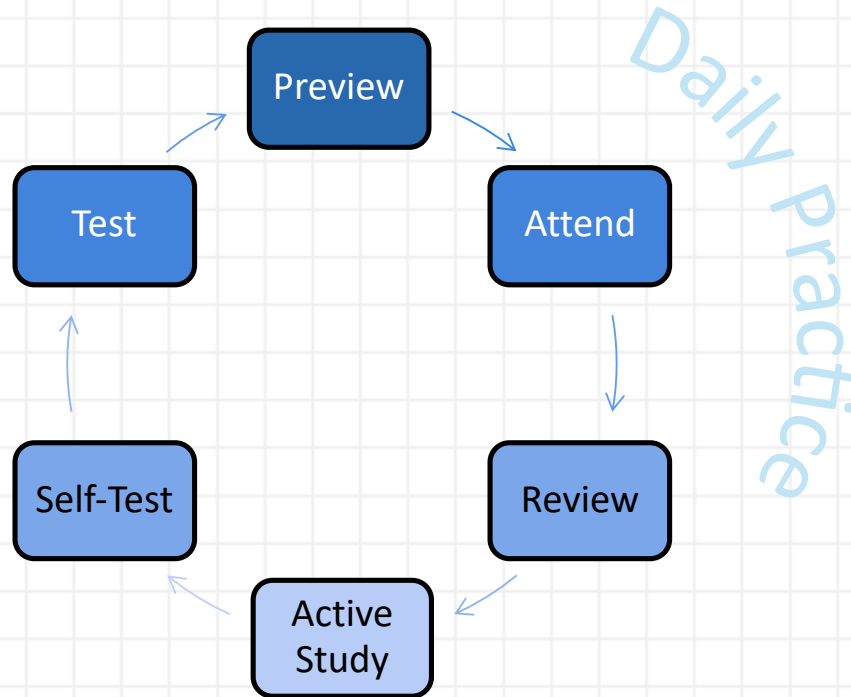 Preview
Daily Practice
Test
Attend
Self-Test
Review
Active
Study